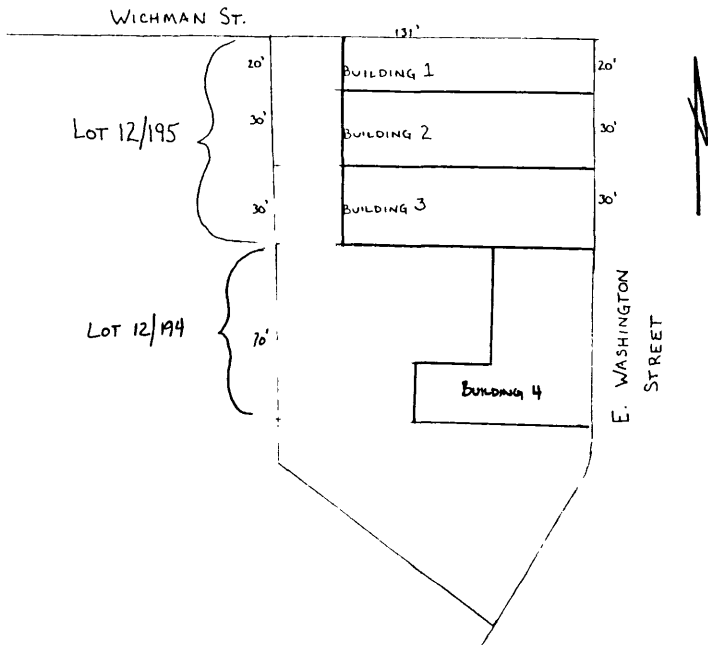 WICHMAN ST.
131'
20'
BUILDING 1
20'
LOT 12/195
30'
BUILDING 2
30'
30'
BUILDING 3
30'
LOT 12/194
70'
BUILDING 4
E. WASHINGTON
STREET